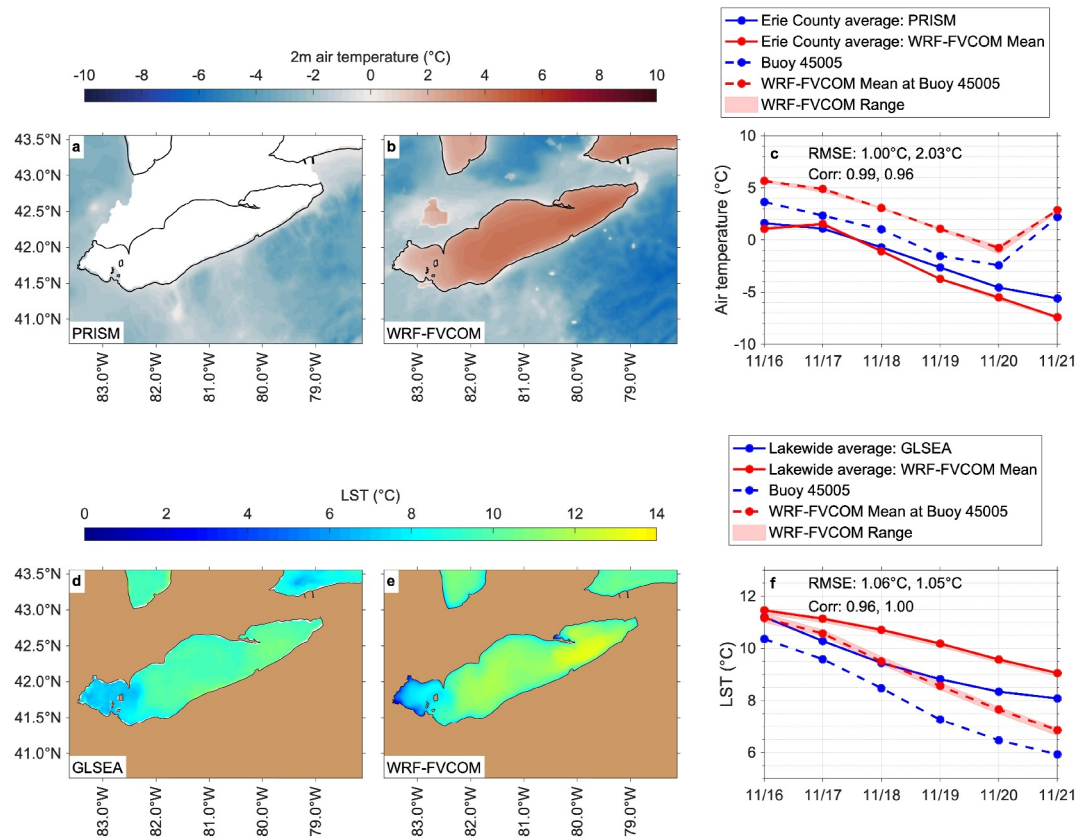 2m air temperature (°C)
-10 -8 -6 -4 -2 0 2 4 6 8 10
43.5°N
43.0°N
42.5°N
42.0°N
41.5°N
41.0°N
a
PRISM
83.0°W
82.0°W
81.0°W
80.0°W
79.0°W
b
WRF-FVCOM
83.0°W
82.0°W
81.0°W
80.0°W
79.0°W
Erie County average: PRISM
Erie County average: WRF-FVCOM Mean
Buoy 45005
WRF-FVCOM Mean at Buoy 45005
WRF-FVCOM Range
c
RMSE: 1.00°C, 2.03°C
Corr: 0.99, 0.96
Air temperature (°C)
10
5
0
-5
-10
11/16 11/17 11/18 11/19 11/20 11/21
LST (°C)
0 2 4 6 8 10 12 14
43.5°N
43.0°N
42.5°N
42.0°N
41.5°N
41.0°N
d
GLSEA
83.0°W
82.0°W
81.0°W
80.0°W
79.0°W
e
WRF-FVCOM
83.0°W
82.0°W
81.0°W
80.0°W
79.0°W
Lakewide average: GLSEA
Lakewide average: WRF-FVCOM Mean
Buoy 45005
WRF-FVCOM Mean at Buoy 45005
WRF-FVCOM Range
f
RMSE: 1.06°C, 1.05°C
Corr: 0.96, 1.00
LST (°C)
12
10
8
6
11/16 11/17 11/18 11/19 11/20 11/21